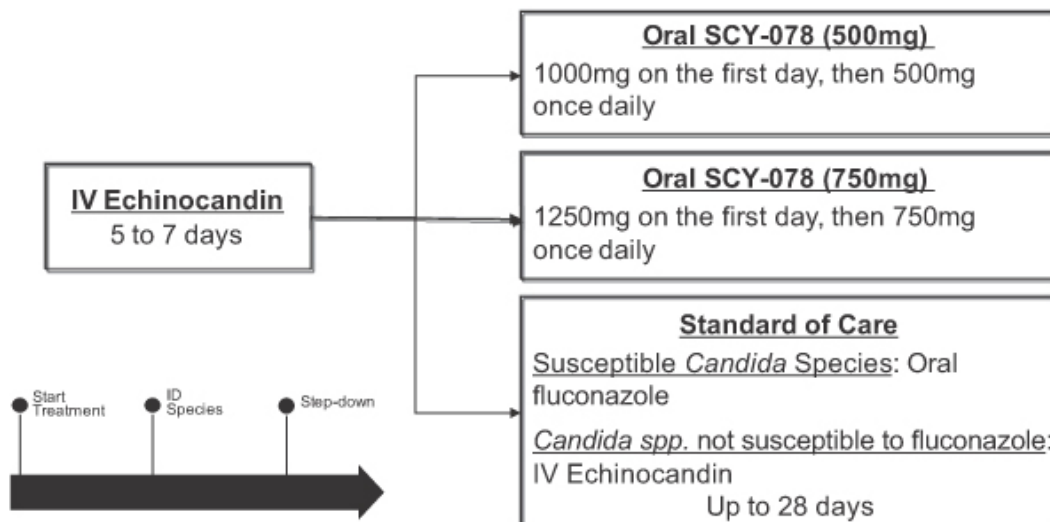 Oral SCY-078 (500mg)
1000mg on the first day, then 500mg
once daily
IV Echinocandin
5 to 7 days
Oral SCY-078 (750mg)
1250mg on the first day, then 750mg
once daily
Standard of Care
Susceptible Candida Species: Oral
fluconazole
Candida spp. not susceptible to fluconazole:
IV Echinocandin
Up to 28 days
Start
Treatment
ID
Species
Step-down